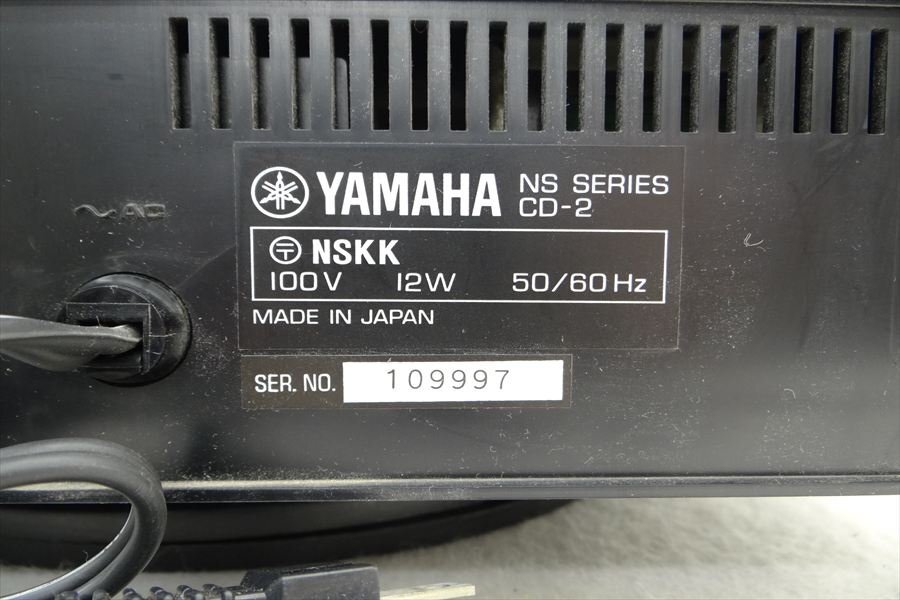 YAMAHA NS SERIES
CD-2
〒 NSKK
100V 12W 50/60Hz
MADE IN JAPAN
SER. NO. 109997
~AC